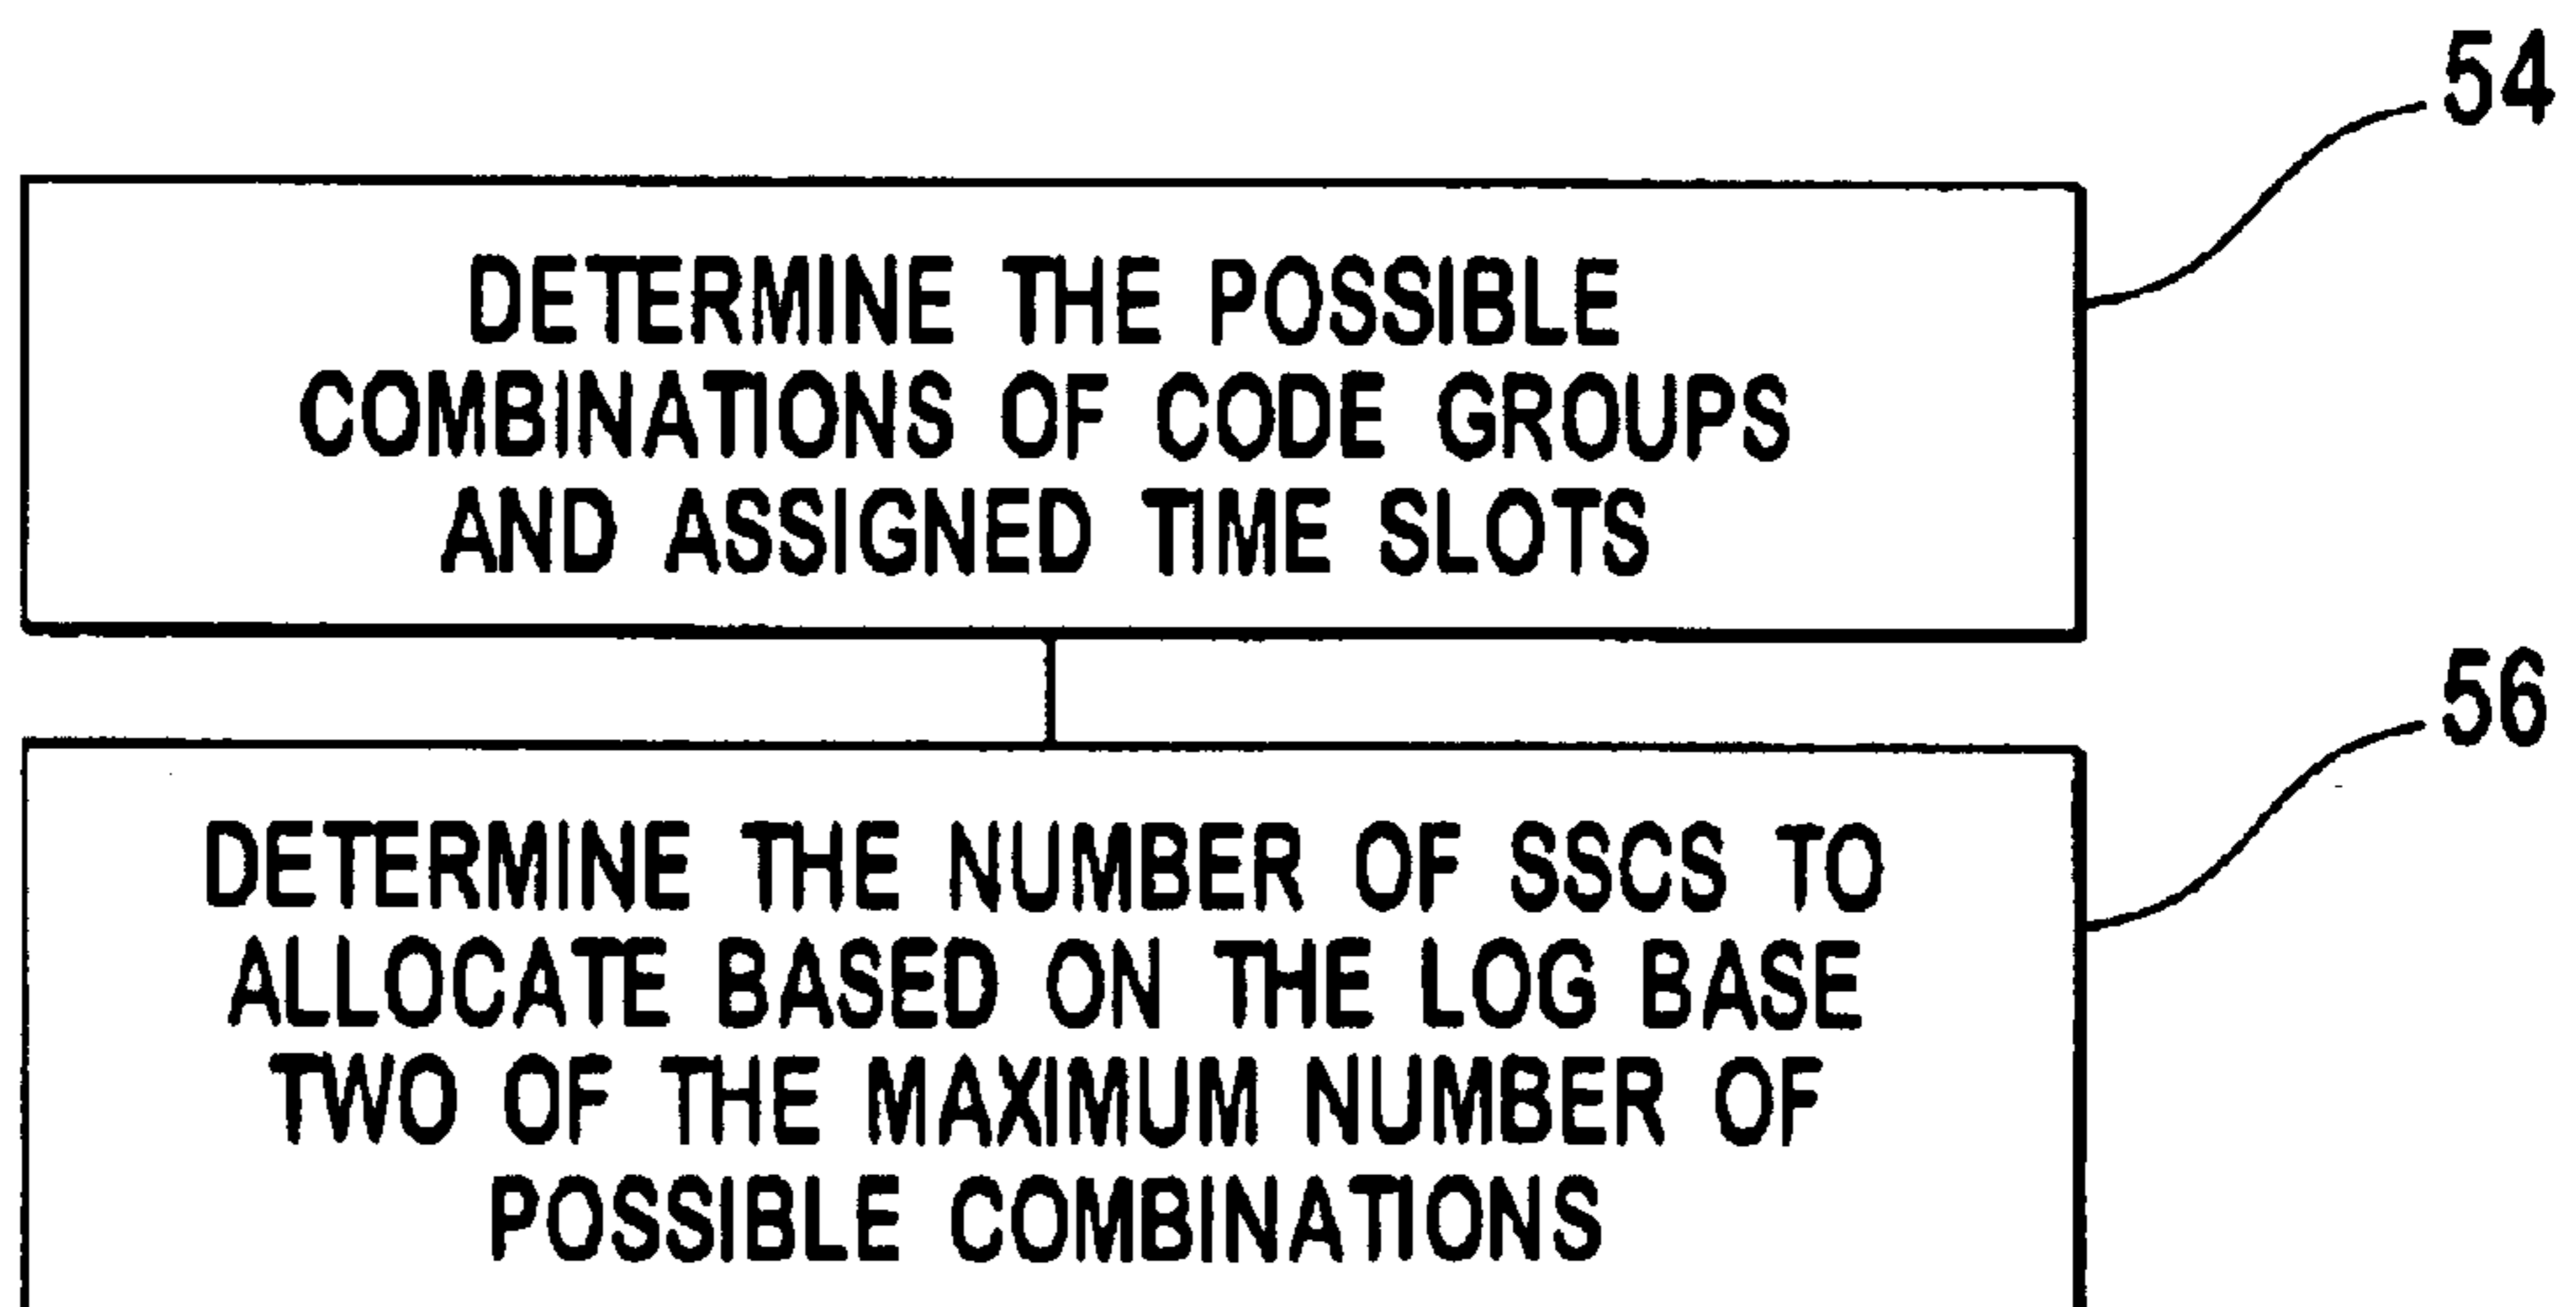 54
DETERMINE THE POSSIBLE
COMBINATIONS OF CODE GROUPS
AND ASSIGNED TIME SLOTS
56
DETERMINE THE NUMBER OF SSCS TO
ALLOCATE BASED ON THE LOG BASE
TWO OF THE MAXIMUM NUMBER OF
POSSIBLE COMBINATIONS